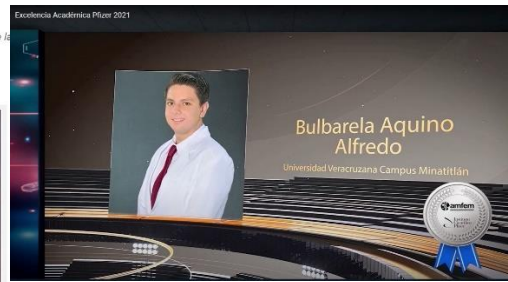 Excelencia Académica Pfizer 2021
Bulbarela Aquino
Alfredo
Universidad Veracruzana Campus Minatitlán
amfem